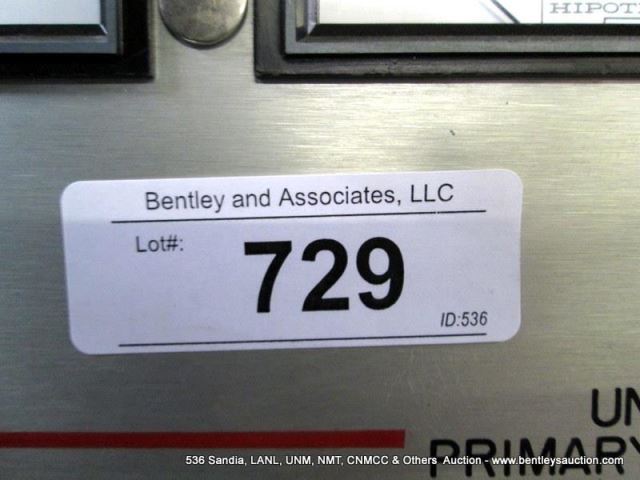 HIPOT
Bentley and Associates, LLC
Lot#:
729
ID:536
UN
PRIMARY
536 Sandia, LANL, UNM, NMT, CNMCC & Others Auction - www.bentleysauction.com